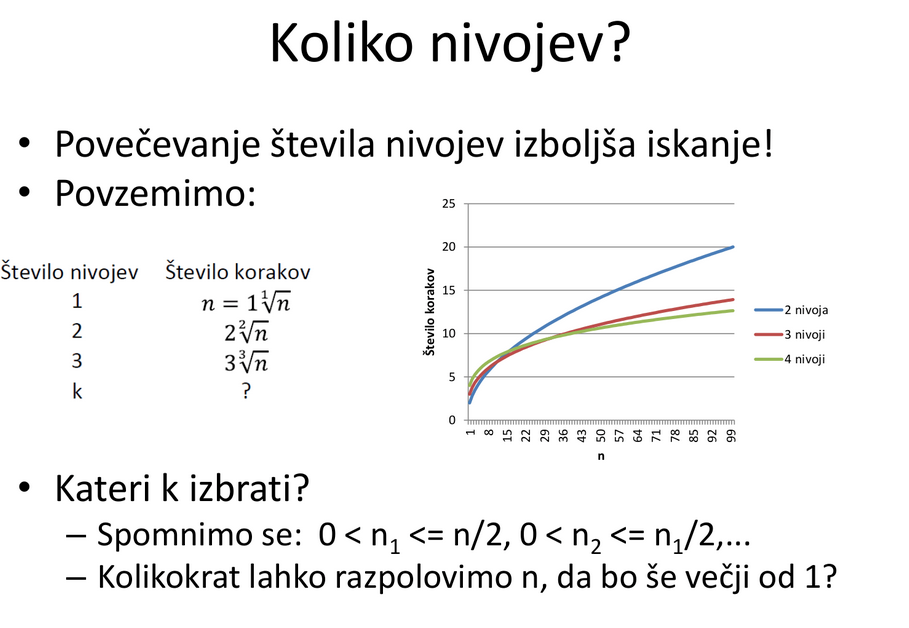 Koliko nivojev?
• Povečevanje števila nivojev izboljša iskanje!
• Povzemimo:
Število nivojev Število korakov
1 n = 1 \sqrt[1]{n}
2 2 \sqrt[2]{n}
3 3 \sqrt[3]{n}
k ?
25
20
15
10
5
0
Število korakov
1 8 15 22 29 36 43 50 57 64 71 78 85 92 99
n
2 nivoja
3 nivoji
4 nivoji
• Kateri k izbrati?
– Spomnimo se: 0 < n₁ <= n/2, 0 < n₂ <= n₁/2,...
– Kolikokrat lahko razpolovimo n, da bo še večji od 1?